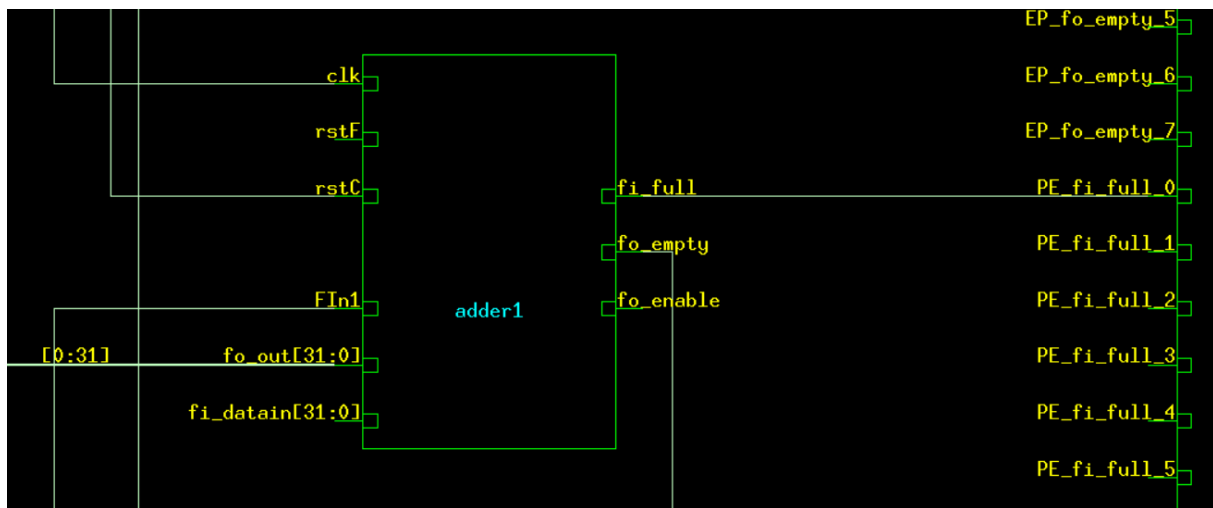 EP_fo_empty_5
clk
EP_fo_empty_6
rstF
EP_fo_empty_7
rstC
fi_full
PE_fi_full_0
fo_empty
PE_fi_full_1
FIn1
adder1
fo_enable
PE_fi_full_2
[0:31]
fo_out[31:0]
PE_fi_full_3
fi_datain[31:0]
PE_fi_full_4
PE_fi_full_5